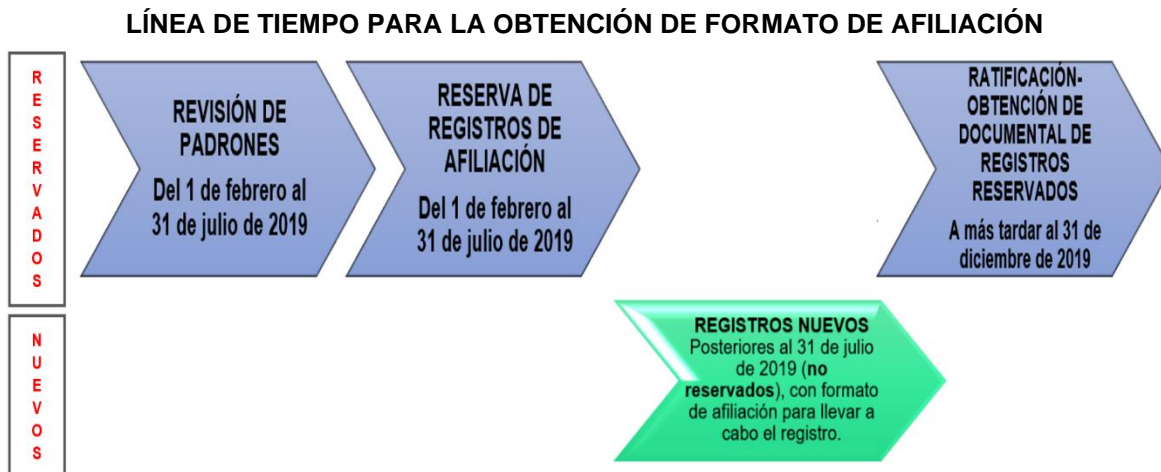 LÍNEA DE TIEMPO PARA LA OBTENCIÓN DE FORMATO DE AFILIACIÓN
RESERVADOS
REVISIÓN DE
PADRONES
Del 1 de febrero al
31 de julio de 2019
RESERVA DE
REGISTROS DE
AFILIACIÓN
Del 1 de febrero al
31 de julio de 2019
RATIFICACIÓN-
OBTENCIÓN DE
DOCUMENTAL DE
REGISTROS
RESERVADOS
A más tardar al 31 de
diciembre de 2019
NUEVOS
REGISTROS NUEVOS
Posteriores al 31 de julio
de 2019 (no
reservados), con formato
de afiliación para llevar a
cabo el registro.